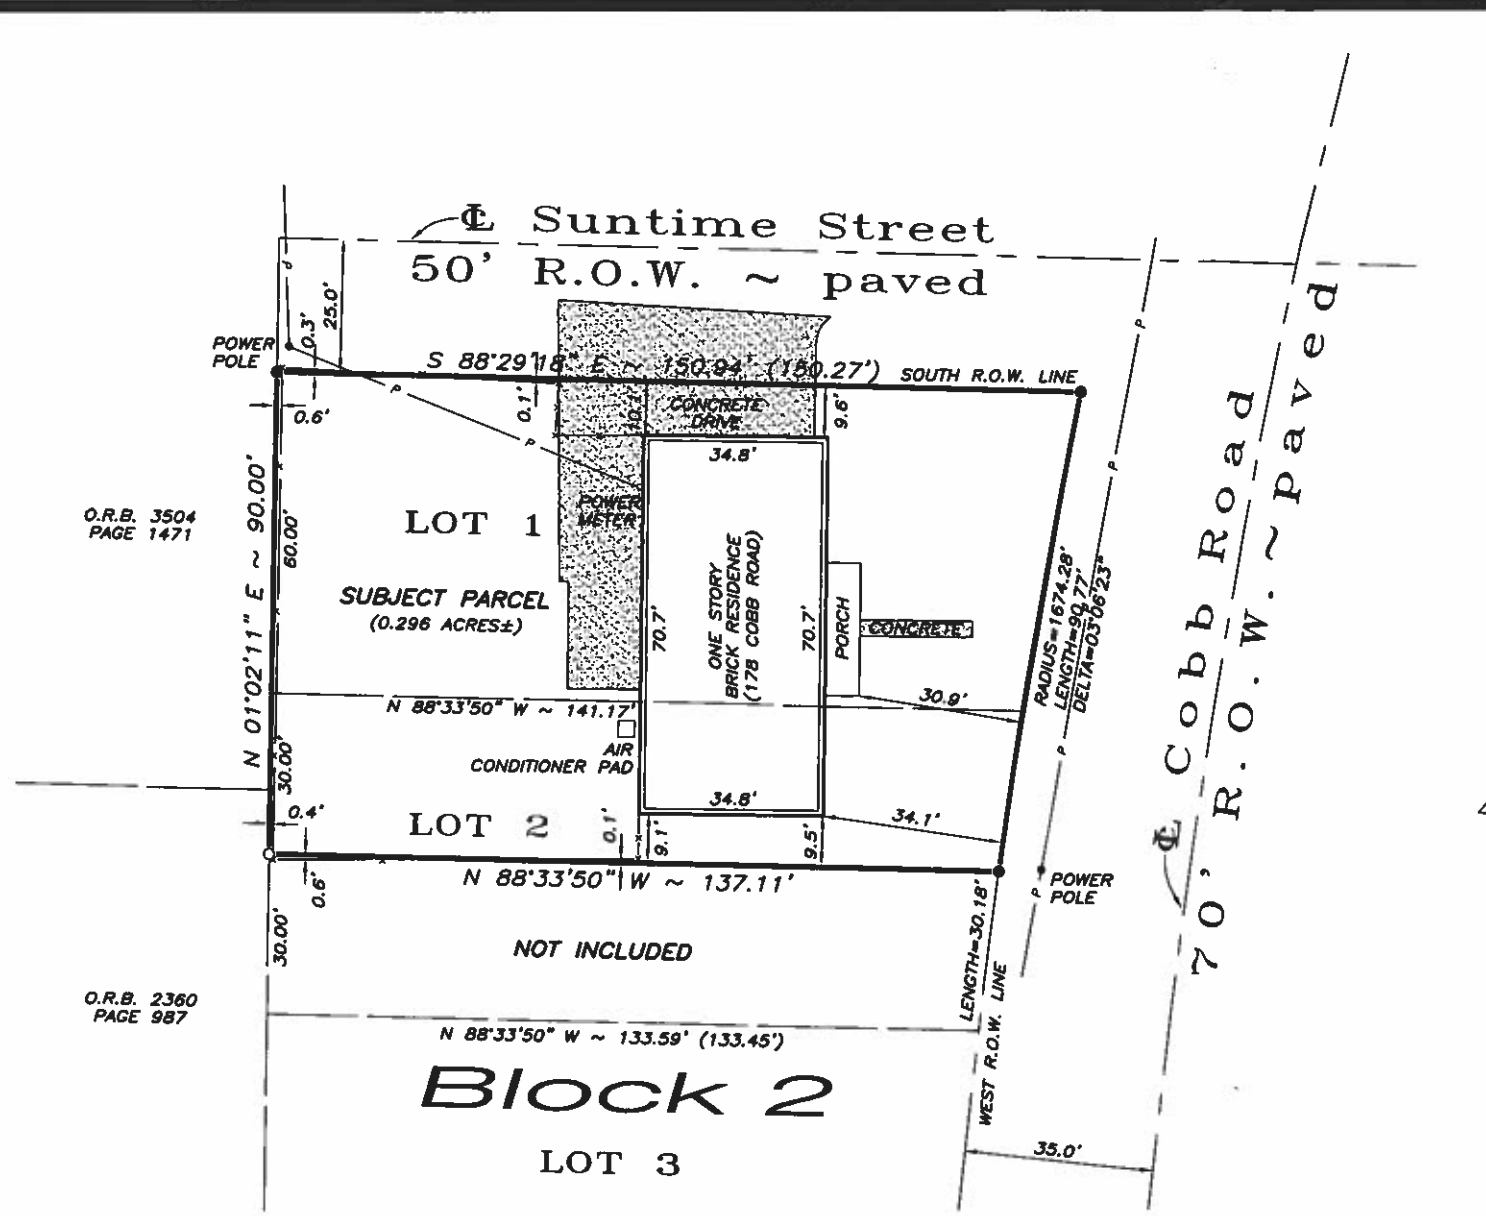 ℄ Suntime Street
50' R.O.W. ~ paved
25.0'
0.3'
POWER
POLE
S 88°29'18" E ~ 150.94' (150.27')
SOUTH R.O.W. LINE
0.6'
0.1'
10.1'
CONCRETE
DRIVE
9.6'
34.8'
N 01°02'11" E ~ 90.00'
60.00'
O.R.B. 3504
PAGE 1471
LOT 1
POWER
METER
SUBJECT PARCEL
(0.296 ACRES±)
70.7'
ONE STORY
BRICK RESIDENCE
(178 COBB ROAD)
70.7'
PORCH
CONCRETE
RADIUS=1674.28'
LENGTH=90.77'
DELTA=03°06'23"
℄ Cobb Road
70' R.O.W. ~ Paved
30.9'
N 88°33'50" W ~ 141.17'
AIR
CONDITIONER PAD
30.00'
0.4'
LOT 2
34.8'
0.1'
9.1'
9.5'
34.1'
N 88°33'50" W ~ 137.11'
0.6'
POWER
POLE
30.00'
NOT INCLUDED
LENGTH=30.18'
WEST R.O.W. LINE
O.R.B. 2360
PAGE 987
N 88°33'50" W ~ 133.59' (133.45')
Block 2
LOT 3
35.0'
P
P
P
P
P
P
P